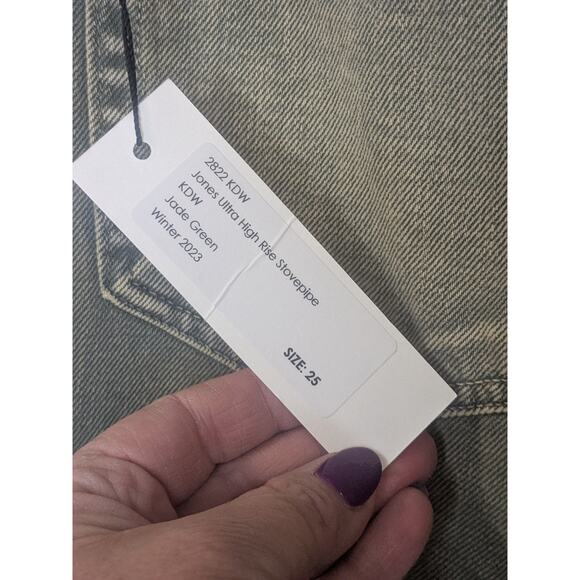 2822 KDW
Jones Ultra High Rise Stovepipe
KDW
Jade Green
Winter 2023
SIZE: 25